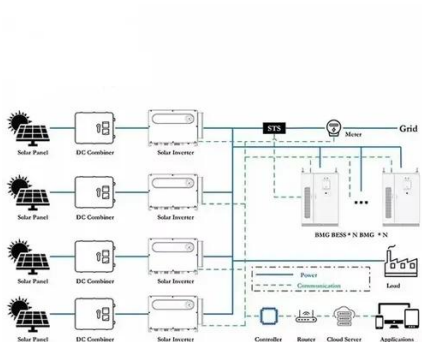 STS
Meter
Grid
Solar Panel
DC Combiner
Solar Inverter
BMG BESS * N BMG * N
Solar Panel
DC Combiner
Solar Inverter
Power
Communication
Load
Solar Panel
DC Combiner
Solar Inverter
Solar Panel
DC Combiner
Solar Inverter
Controller
Router
Cloud Server
Applications